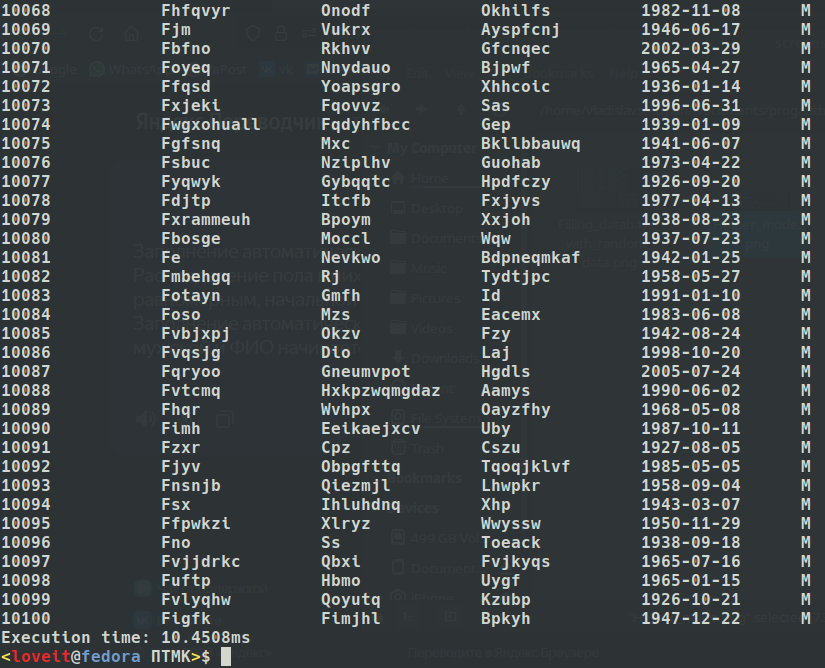 10068 Fhfqvyr Onodf Okhilfs 1982-11-08 M
10069 Fjm Vukrx Ayspfcnj 1946-06-17 M
10070 Fbfno Rkhvv Gfcnqec 2002-03-29 M
10071 Foyeq Nnydauo Bjpwf 1965-04-27 M
10072 Ffqsd Yoapsgro Xhhcoic 1936-01-14 M
10073 Fxjeki Fqovvz Sas 1996-06-31 M
10074 Fwgxohuall Fqdyhfbcc Gep 1939-01-09 M
10075 Fgfsnq Mxc Bkllbbauwq 1941-06-07 M
10076 Fsbuc Nziplhv Guohab 1973-04-22 M
10077 Fyqwyk Gybqqtc Hpdfczy 1926-09-20 M
10078 Fdjtp Itcfb Fxjyvs 1977-04-13 M
10079 Fxrammeuh Bpoym Xxjoh 1938-08-23 M
10080 Fbosge Moccl Wqw 1937-07-23 M
10081 Fe Nevkwo Bdpneqmkaf 1942-01-25 M
10082 Fmbehgq Rj Tydtjpc 1958-05-27 M
10083 Fotayn Gmfh Id 1991-01-10 M
10084 Foso Mzs Eacemx 1983-06-08 M
10085 Fvbjxpj Okzv Fzy 1942-08-24 M
10086 Fvqsjg Dio Laj 1998-10-20 M
10087 Fqryoo Gneumvpot Hgdls 2005-07-24 M
10088 Fvtcmq Hxkpzwqmgdaz Aamys 1990-06-02 M
10089 Fhqr Wvhpx Oayzfhy 1968-05-08 M
10090 Fimh Eeikaejxcv Uby 1987-10-11 M
10091 Fzxr Cpz Cszu 1927-08-05 M
10092 Fjyv Obpgfttq Tqoqjklvf 1985-05-05 M
10093 Fnsnjb Qiezmjl Lhwpkr 1958-09-04 M
10094 Fsx Ihluhdnq Xhp 1943-03-07 M
10095 Ffpwkzi Xlryz Wwyssw 1950-11-29 M
10096 Fno Ss Toeack 1938-09-18 M
10097 Fvjjdrkc Qbxi Fvjkyqs 1965-07-16 M
10098 Fuftp Hbmo Uygf 1965-01-15 M
10099 Fvlyqhw Qoyutq Kzubp 1926-10-21 M
10100 Figfk Fimjhl Bpkyh 1947-12-22 M
Execution time: 10.4508ms
<loveit@fedora ПТМК>$
My Computer
Home
Desktop
Music
Pictures
Videos
Trash